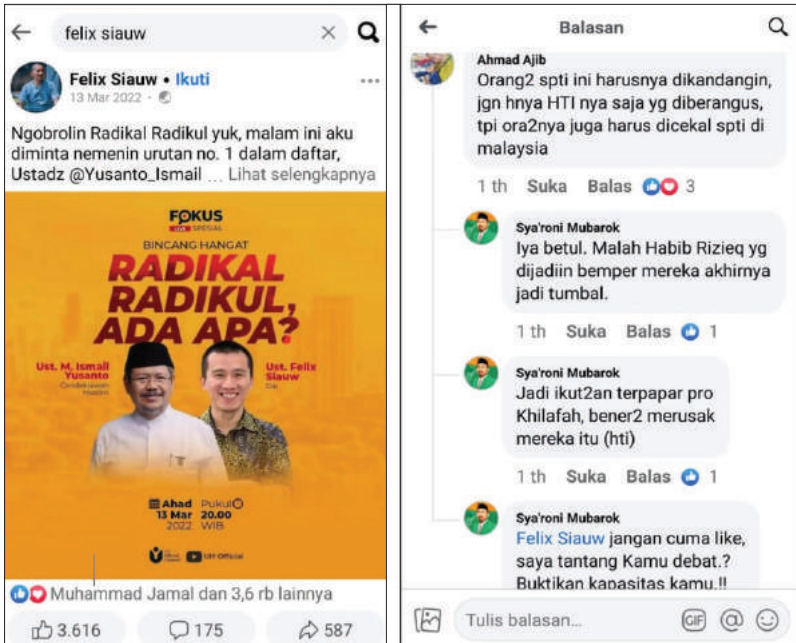 felix siauw
Felix Siauw • Ikuti
13 Mar 2022 ·
Ngobrolin Radikal Radikul yuk, malam ini aku
diminta nemenin urutan no. 1 dalam daftar,
Ustadz @Yusanto_Ismail ... Lihat selengkapnya
FOKUS
LIVE SPESIAL
BINCANG HANGAT
RADIKAL
RADIKUL,
ADA APA?
Ust. M. Ismail
Yusanto
Cendekiawan
Muslim
Ust. Felix
Siauw
Dai
Ahad
13 Mar
2022
Pukul
20.00
WIB
UIY Official
Muhammad Jamal dan 3,6 rb lainnya
3.616
175
587
Balasan
Ahmad Ajib
Orang2 spti ini harusnya dikandangin,
jgn hnya HTI nya saja yg diberangus,
tpi ora2nya juga harus dicekal spti di
malaysia
1 th Suka Balas 3
Sya'roni Mubarok
Iya betul. Malah Habib Rizieq yg
dijadiin bemper mereka akhirnya
jadi tumbal.
1 th Suka Balas 1
Sya'roni Mubarok
Jadi ikut2an terpapar pro
Khilafah, bener2 merusak
mereka itu (hti)
1 th Suka Balas 1
Sya'roni Mubarok
Felix Siauw jangan cuma like,
saya tantang Kamu debat.?
Buktikan kapasitas kamu.!!
Tulis balasan...
GIF